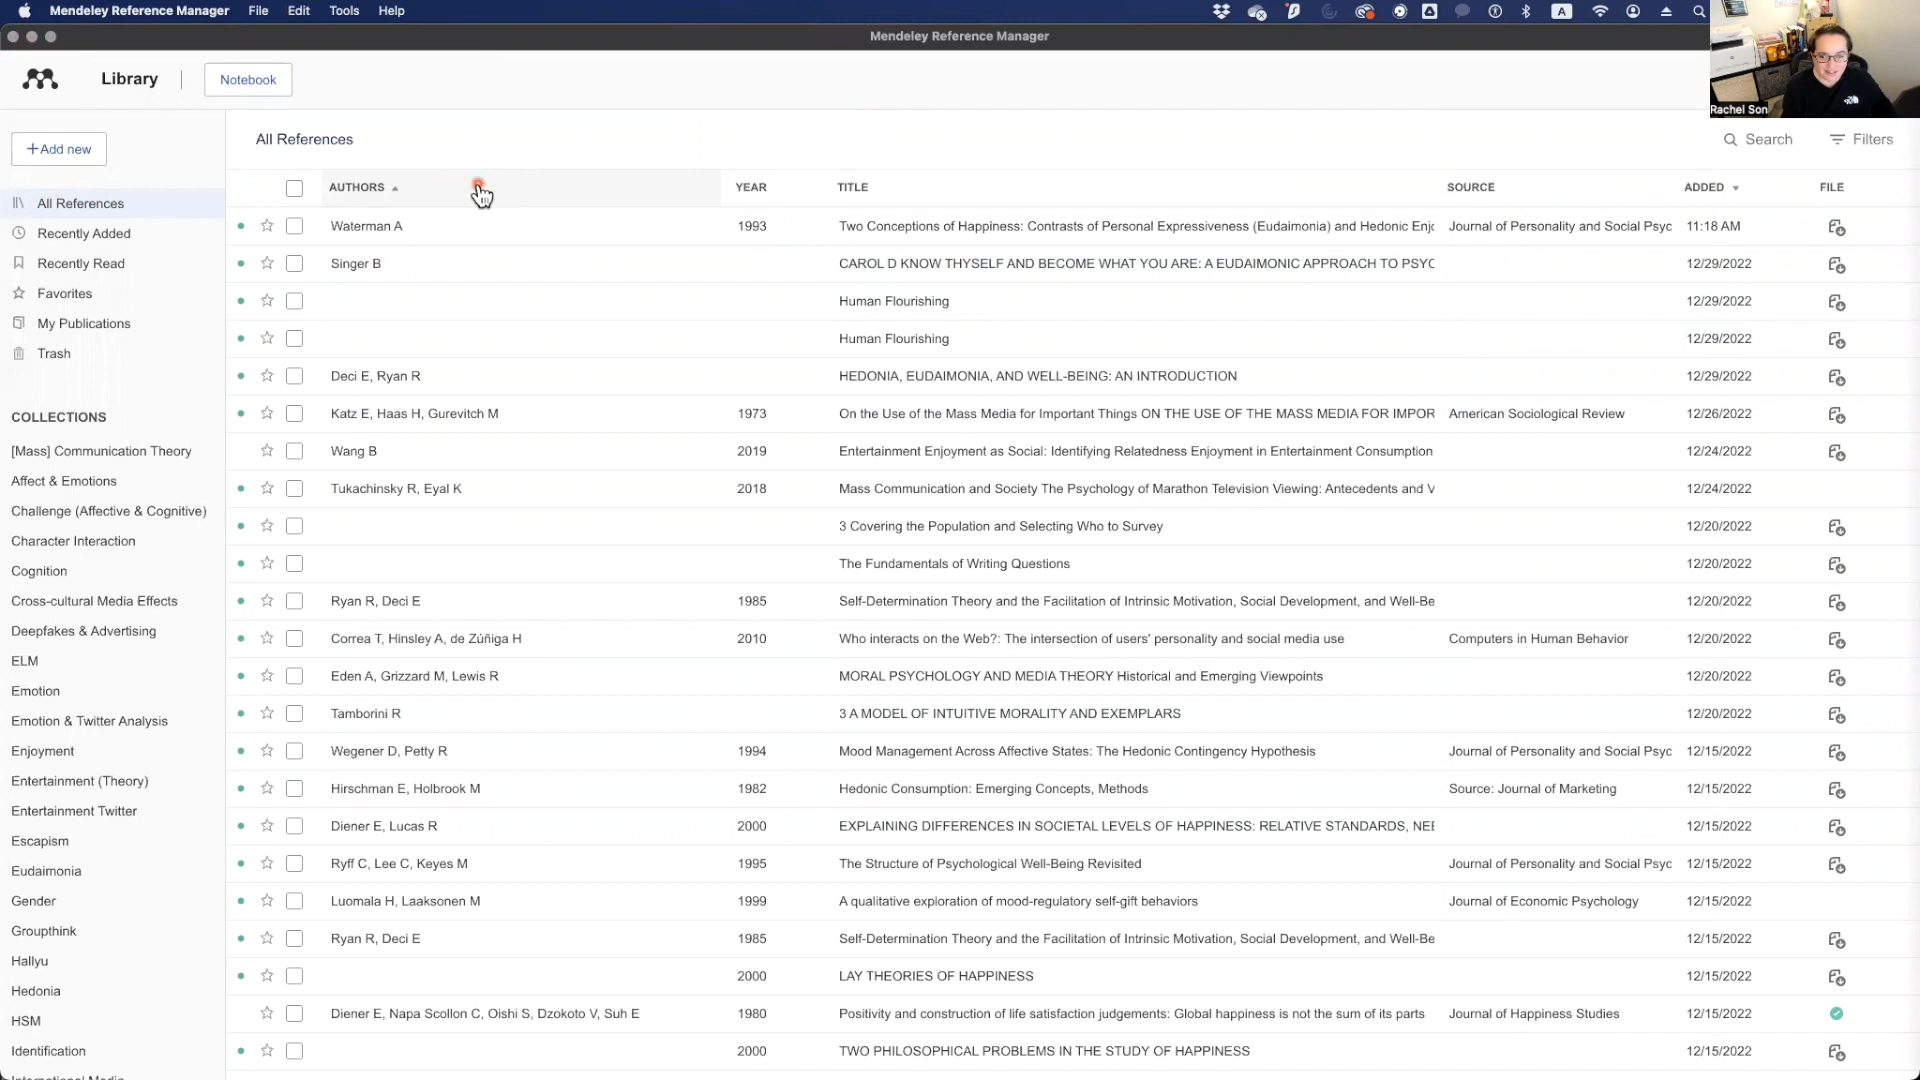 Mendeley Reference Manager File Edit Tools Help A
Mendeley Reference Manager
Library Notebook
Rachel Son
+ Add new
All References Search Filters
AUTHORS YEAR TITLE SOURCE ADDED FILE
All References
Recently Added
Recently Read
Favorites
My Publications
Trash
COLLECTIONS
[Mass] Communication Theory
Affect & Emotions
Challenge (Affective & Cognitive)
Character Interaction
Cognition
Cross-cultural Media Effects
Deepfakes & Advertising
ELM
Emotion
Emotion & Twitter Analysis
Enjoyment
Entertainment (Theory)
Entertainment Twitter
Escapism
Eudaimonia
Gender
Groupthink
Hallyu
Hedonia
HSM
Identification
International Media
Waterman A 1993 Two Conceptions of Happiness: Contrasts of Personal Expressiveness (Eudaimonia) and Hedonic Enjo Journal of Personality and Social Psyc 11:18 AM
Singer B CAROL D KNOW THYSELF AND BECOME WHAT YOU ARE: A EUDAIMONIC APPROACH TO PSYC 12/29/2022
Human Flourishing 12/29/2022
Human Flourishing 12/29/2022
Deci E, Ryan R HEDONIA, EUDAIMONIA, AND WELL-BEING: AN INTRODUCTION 12/29/2022
Katz E, Haas H, Gurevitch M 1973 On the Use of the Mass Media for Important Things ON THE USE OF THE MASS MEDIA FOR IMPOR American Sociological Review 12/26/2022
Wang B 2019 Entertainment Enjoyment as Social: Identifying Relatedness Enjoyment in Entertainment Consumption 12/24/2022
Tukachinsky R, Eyal K 2018 Mass Communication and Society The Psychology of Marathon Television Viewing: Antecedents and V 12/24/2022
3 Covering the Population and Selecting Who to Survey 12/20/2022
The Fundamentals of Writing Questions 12/20/2022
Ryan R, Deci E 1985 Self-Determination Theory and the Facilitation of Intrinsic Motivation, Social Development, and Well-Be 12/20/2022
Correa T, Hinsley A, de Zúñiga H 2010 Who interacts on the Web?: The intersection of users' personality and social media use Computers in Human Behavior 12/20/2022
Eden A, Grizzard M, Lewis R MORAL PSYCHOLOGY AND MEDIA THEORY Historical and Emerging Viewpoints 12/20/2022
Tamborini R 3 A MODEL OF INTUITIVE MORALITY AND EXEMPLARS 12/20/2022
Wegener D, Petty R 1994 Mood Management Across Affective States: The Hedonic Contingency Hypothesis Journal of Personality and Social Psyc 12/15/2022
Hirschman E, Holbrook M 1982 Hedonic Consumption: Emerging Concepts, Methods Source: Journal of Marketing 12/15/2022
Diener E, Lucas R 2000 EXPLAINING DIFFERENCES IN SOCIETAL LEVELS OF HAPPINESS: RELATIVE STANDARDS, NEE 12/15/2022
Ryff C, Lee C, Keyes M 1995 The Structure of Psychological Well-Being Revisited Journal of Personality and Social Psyc 12/15/2022
Luomala H, Laaksonen M 1999 A qualitative exploration of mood-regulatory self-gift behaviors Journal of Economic Psychology 12/15/2022
Ryan R, Deci E 1985 Self-Determination Theory and the Facilitation of Intrinsic Motivation, Social Development, and Well-Be 12/15/2022
2000 LAY THEORIES OF HAPPINESS 12/15/2022
Diener E, Napa Scollon C, Oishi S, Dzokoto V, Suh E 1980 Positivity and construction of life satisfaction judgements: Global happiness is not the sum of its parts Journal of Happiness Studies 12/15/2022
2000 TWO PHILOSOPHICAL PROBLEMS IN THE STUDY OF HAPPINESS 12/15/2022